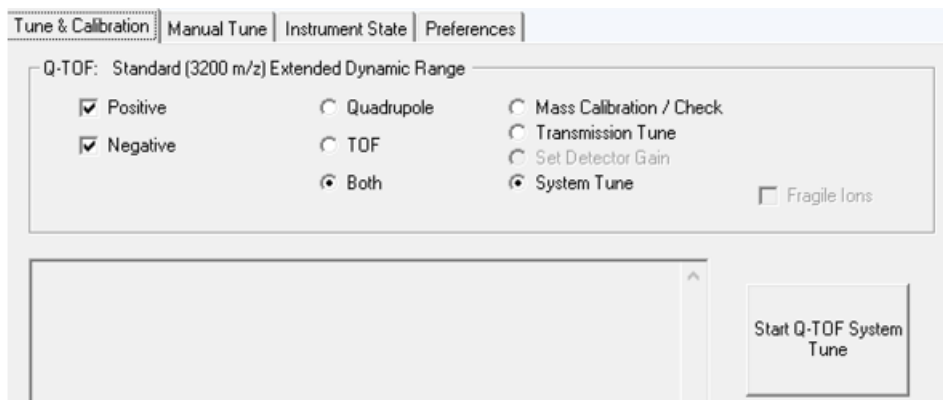 Tune & Calibration Manual Tune Instrument State Preferences
Q-TOF: Standard (3200 m/z) Extended Dynamic Range
Positive Quadrupole Mass Calibration / Check
Transmission Tune
Negative TOF
Set Detector Gain
Both System Tune
Fragile Ions
Start Q-TOF System
Tune